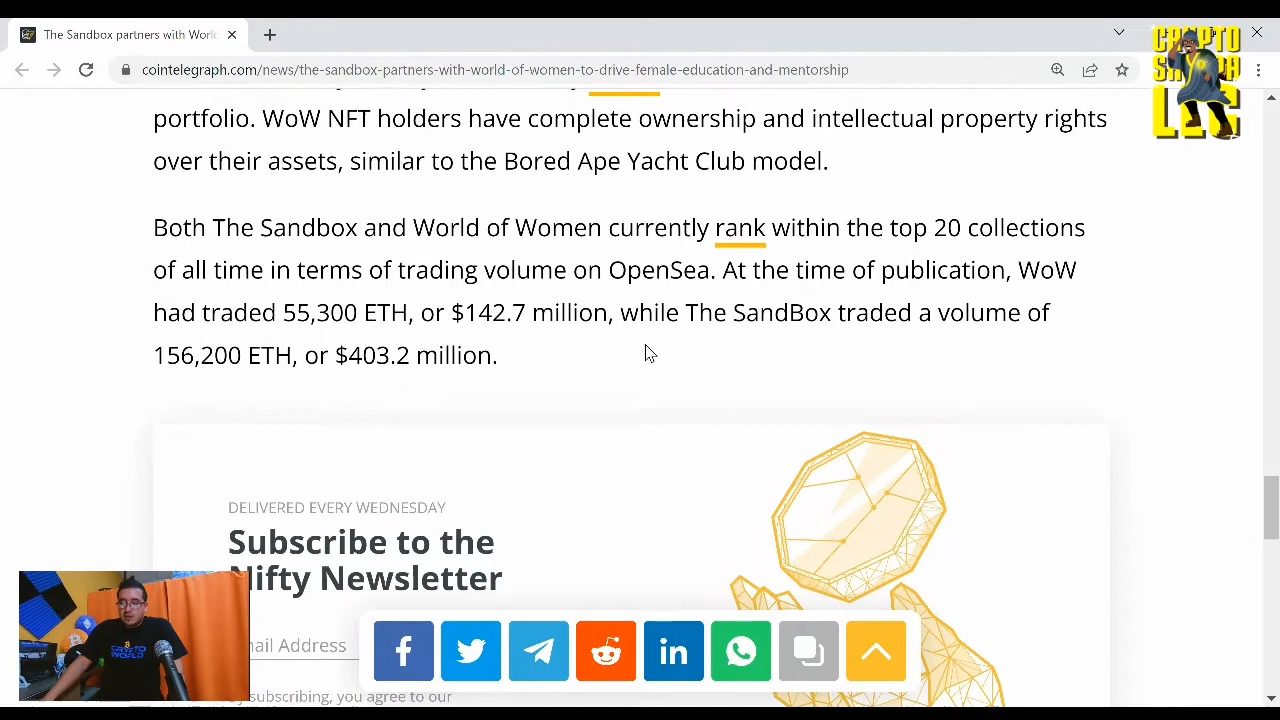 The Sandbox partners with Worl
cointelegraph.com/news/the-sandbox-partners-with-world-of-women-to-drive-female-education-and-mentorship
CRYPTO
LEC
portfolio. WoW NFT holders have complete ownership and intellectual property rights
over their assets, similar to the Bored Ape Yacht Club model.
Both The Sandbox and World of Women currently rank within the top 20 collections
of all time in terms of trading volume on OpenSea. At the time of publication, WoW
had traded 55,300 ETH, or $142.7 million, while The SandBox traded a volume of
156,200 ETH, or $403.2 million.
DELIVERED EVERY WEDNESDAY
Subscribe to the
Nifty Newsletter
ail Address
subscribing, you agree to our
CRYPTO
WORLD